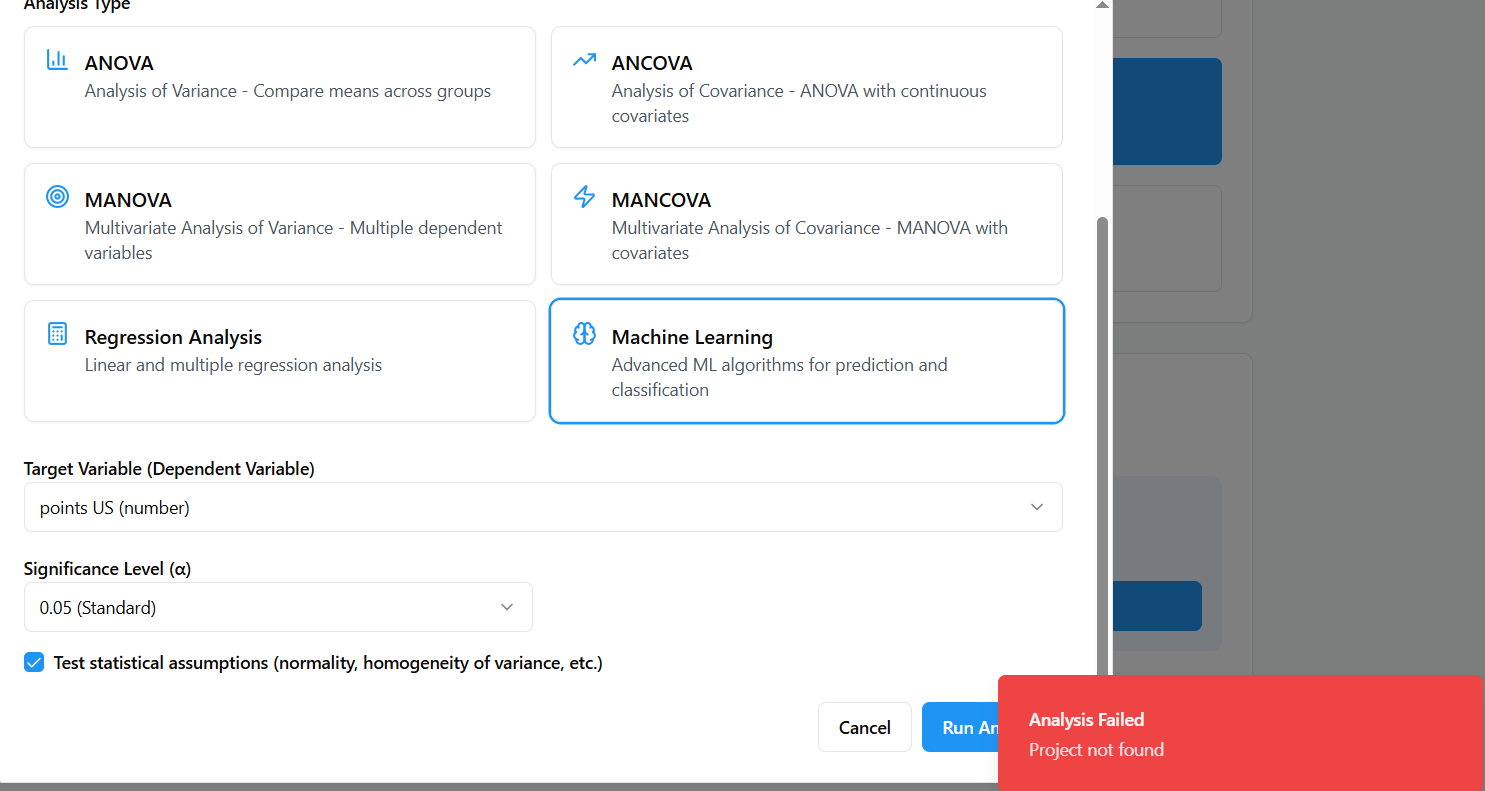 Analysis Type
ANOVA
Analysis of Variance - Compare means across groups
ANCOVA
Analysis of Covariance - ANOVA with continuous
covariates
MANOVA
Multivariate Analysis of Variance - Multiple dependent
variables
MANCOVA
Multivariate Analysis of Covariance - MANOVA with
covariates
Regression Analysis
Linear and multiple regression analysis
Machine Learning
Advanced ML algorithms for prediction and
classification
Target Variable (Dependent Variable)
points US (number)
Significance Level (α)
0.05 (Standard)
Test statistical assumptions (normality, homogeneity of variance, etc.)
Cancel
Run An
Analysis Failed
Project not found